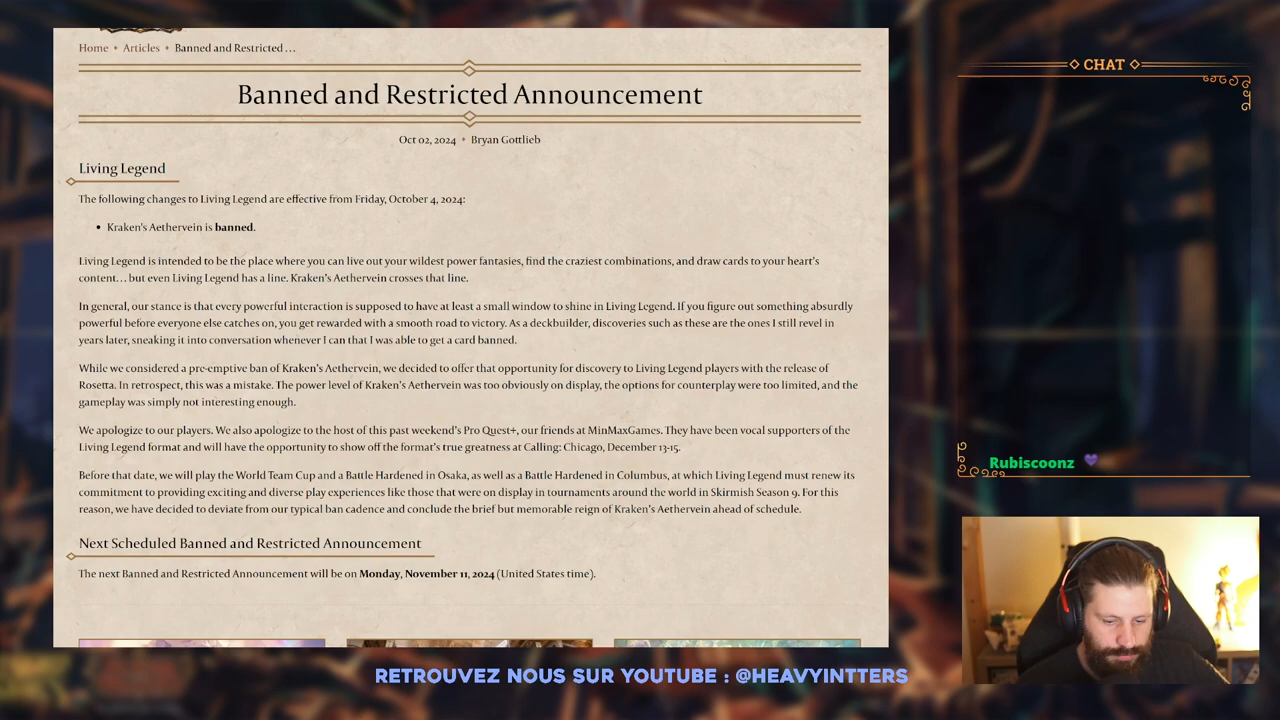 Home • Articles • Banned and Restricted …
Banned and Restricted Announcement
Oct 02, 2024 • Bryan Gottlieb
Living Legend
The following changes to Living Legend are effective from Friday, October 4, 2024:
• Kraken's Aethervein is banned.
Living Legend is intended to be the place where you can live out your wildest power fantasies, find the craziest combinations, and draw cards to your heart's
content… but even Living Legend has a line. Kraken's Aethervein crosses that line.
In general, our stance is that every powerful interaction is supposed to have at least a small window to shine in Living Legend. If you figure out something absurdly
powerful before everyone else catches on, you get rewarded with a smooth road to victory. As a deckbuilder, discoveries such as these are the ones I still revel in
years later, sneaking it into conversation whenever I can that I was able to get a card banned.
While we considered a pre-emptive ban of Kraken's Aethervein, we decided to offer that opportunity for discovery to Living Legend players with the release of
Rosetta. In retrospect, this was a mistake. The power level of Kraken's Aethervein was too obviously on display, the options for counterplay were too limited, and the
gameplay was simply not interesting enough.
We apologize to our players. We also apologize to the host of this past weekend's Pro Quest+, our friends at MinMaxGames. They have been vocal supporters of the
Living Legend format and will have the opportunity to show off the format's true greatness at Calling: Chicago, December 13-15.
Before that date, we will play the World Team Cup and a Battle Hardened in Osaka, as well as a Battle Hardened in Columbus, at which Living Legend must renew its
commitment to providing exciting and diverse play experiences like those that were on display in tournaments around the world in Skirmish Season 9. For this
reason, we have decided to deviate from our typical ban cadence and conclude the brief but memorable reign of Kraken's Aethervein ahead of schedule.
Next Scheduled Banned and Restricted Announcement
The next Banned and Restricted Announcement will be on Monday, November 11, 2024 (United States time).
CHAT
Rubiscoonz 💜
RETROUVEZ NOUS SUR YOUTUBE : @HEAVYINTTERS